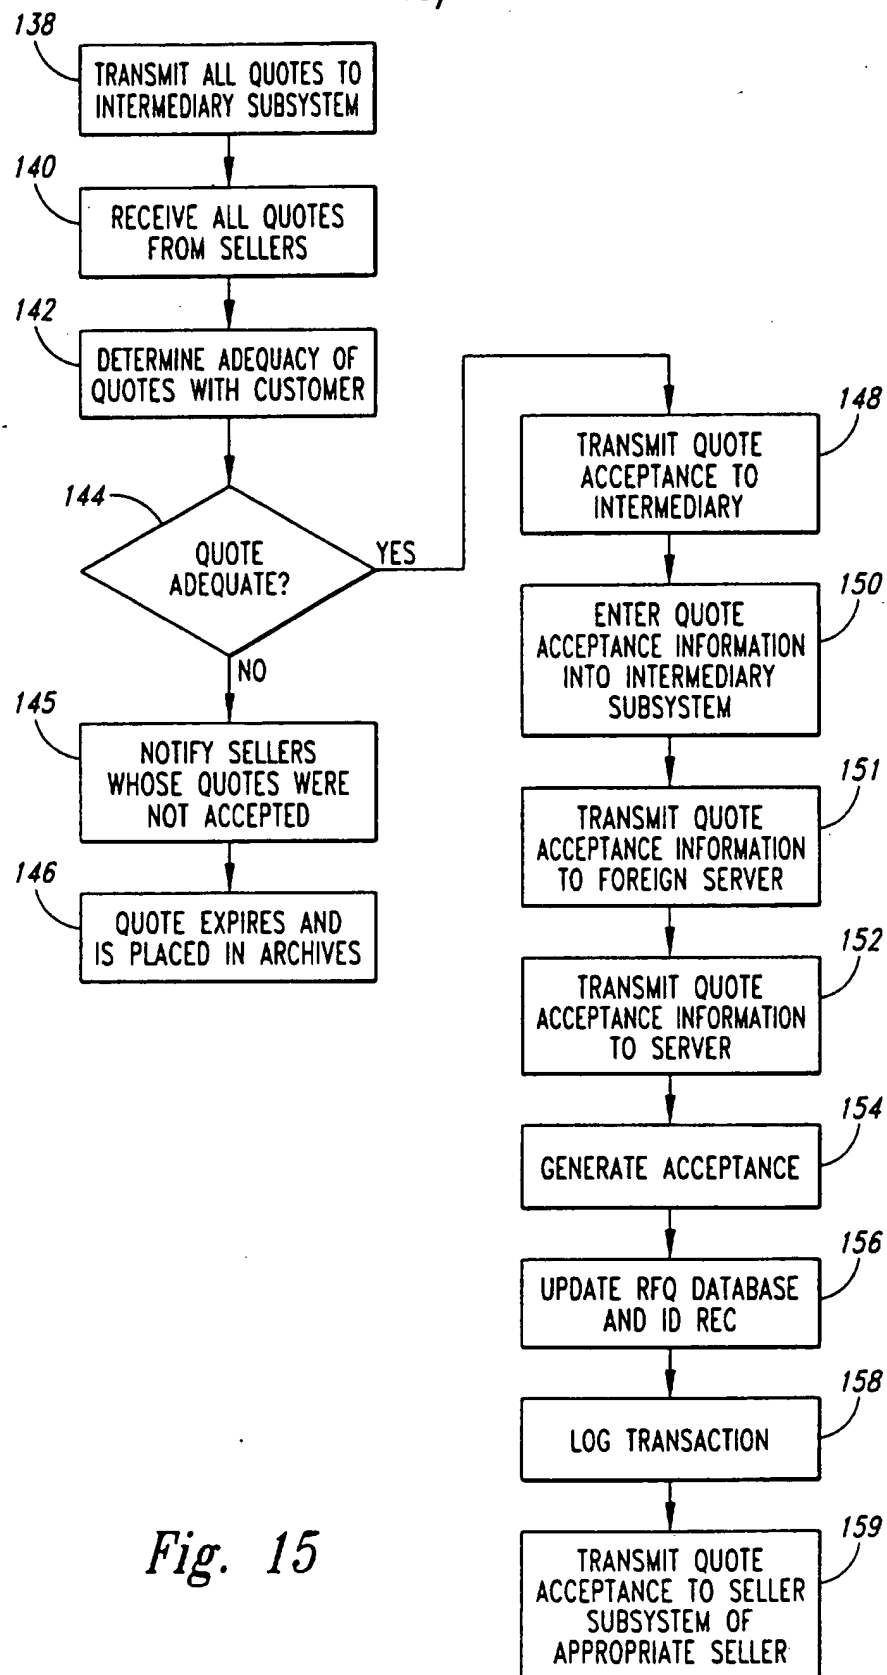 138
TRANSMIT ALL QUOTES TO
INTERMEDIARY SUBSYSTEM
140
RECEIVE ALL QUOTES
FROM SELLERS
142
DETERMINE ADEQUACY OF
QUOTES WITH CUSTOMER
144
QUOTE
ADEQUATE?
YES
NO
145
NOTIFY SELLERS
WHOSE QUOTES WERE
NOT ACCEPTED
146
QUOTE EXPIRES AND
IS PLACED IN ARCHIVES
148
TRANSMIT QUOTE
ACCEPTANCE TO
INTERMEDIARY
150
ENTER QUOTE
ACCEPTANCE INFORMATION
INTO INTERMEDIARY
SUBSYSTEM
151
TRANSMIT QUOTE
ACCEPTANCE INFORMATION
TO FOREIGN SERVER
152
TRANSMIT QUOTE
ACCEPTANCE INFORMATION
TO SERVER
154
GENERATE ACCEPTANCE
156
UPDATE RFQ DATABASE
AND ID REC
158
LOG TRANSACTION
159
TRANSMIT QUOTE
ACCEPTANCE TO SELLER
SUBSYSTEM OF
APPROPRIATE SELLER
Fig. 15